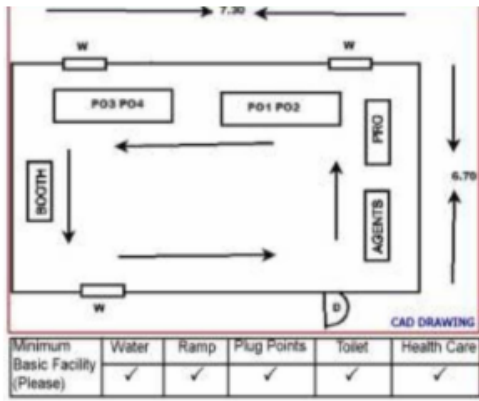 7.30
W
W
PO3 PO4
PO1 PO2
PRO
BOOTH
6.70
AGENTS
W
D
CAD DRAWING
Minimum Basic Facility (Please)
Water
Ramp
Plug Points
Toilet
Health Care
✓ ✓ ✓ ✓ ✓